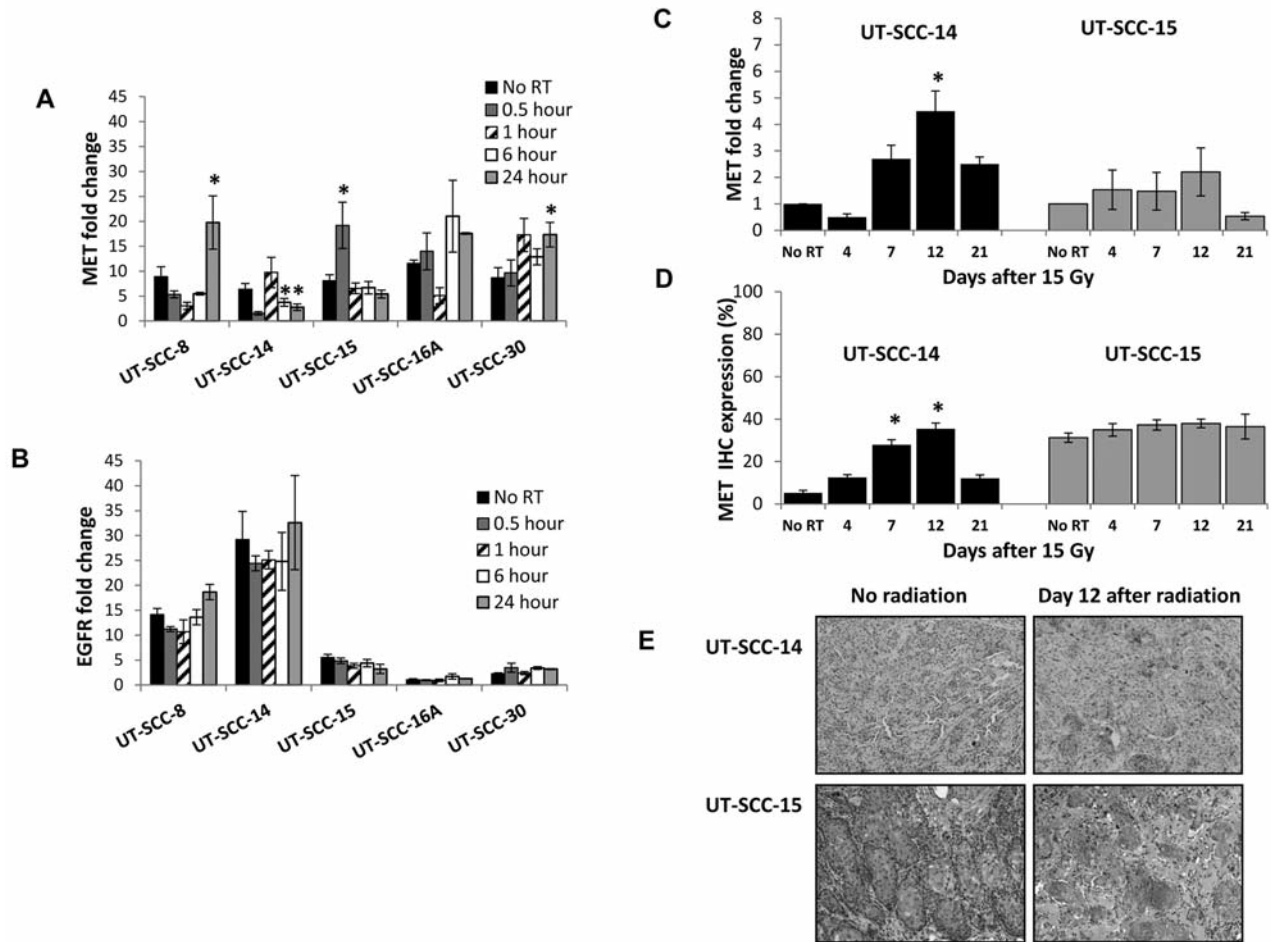 A
MET fold change
45
40
35
30
25
20
15
10
5
0
No RT
0.5 hour
1 hour
6 hour
24 hour
*
**
*
*
UT-SCC-8
UT-SCC-14
UT-SCC-15
UT-SCC-16A
UT-SCC-30
B
EGFR fold change
45
40
35
30
25
20
15
10
5
0
No RT
0.5 hour
1 hour
6 hour
24 hour
UT-SCC-8
UT-SCC-14
UT-SCC-15
UT-SCC-16A
UT-SCC-30
C
MET fold change
8
7
6
5
4
3
2
1
0
UT-SCC-14
UT-SCC-15
*
No RT 4 7 12 21 No RT 4 7 12 21
Days after 15 Gy
D
MET IHC expression (%)
100
80
60
40
20
0
UT-SCC-14
UT-SCC-15
* *
No RT 4 7 12 21 No RT 4 7 12 21
Days after 15 Gy
E
No radiation Day 12 after radiation
UT-SCC-14
UT-SCC-15